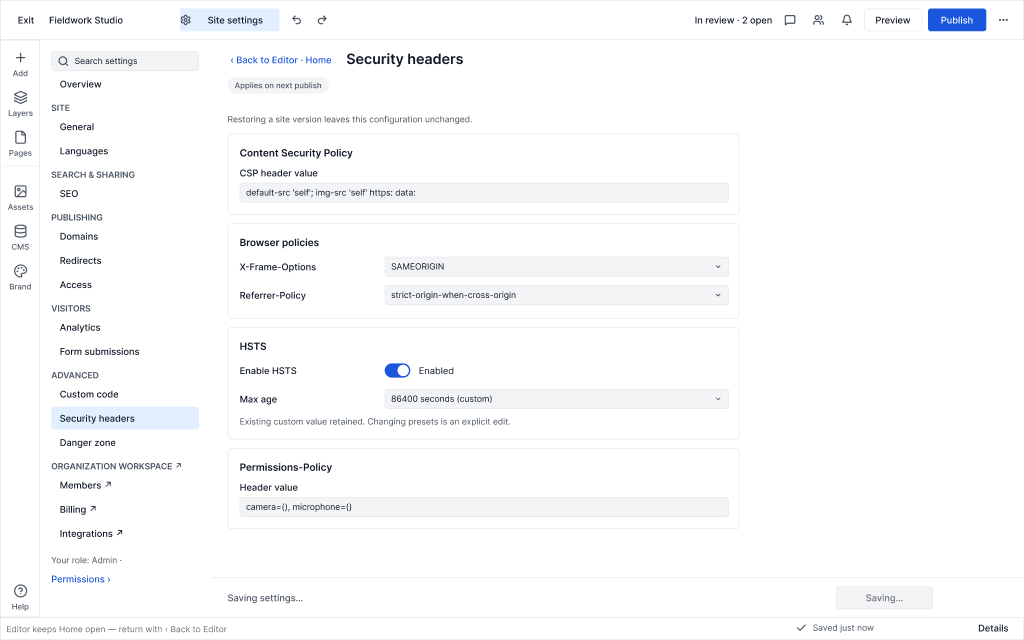 Exit
Fieldwork Studio
Site settings
In review · 2 open
Preview
Publish
Add
Layers
Pages
Assets
CMS
Brand
Help
Search settings
Overview
SITE
General
Languages
SEARCH & SHARING
SEO
PUBLISHING
Domains
Redirects
Access
VISITORS
Analytics
Form submissions
ADVANCED
Custom code
Security headers
Danger zone
ORGANIZATION WORKSPACE ↗
Members ↗
Billing ↗
Integrations ↗
Your role: Admin ·
Permissions ›
‹ Back to Editor · Home
Security headers
Applies on next publish
Restoring a site version leaves this configuration unchanged.
Content Security Policy
CSP header value
default-src 'self'; img-src 'self' https: data:
Browser policies
X-Frame-Options
SAMEORIGIN
Referrer-Policy
strict-origin-when-cross-origin
HSTS
Enable HSTS
Enabled
Max age
86400 seconds (custom)
Existing custom value retained. Changing presets is an explicit edit.
Permissions-Policy
Header value
camera=(), microphone=()
Saving settings...
Saving...
Editor keeps Home open — return with ‹ Back to Editor
Saved just now
Details